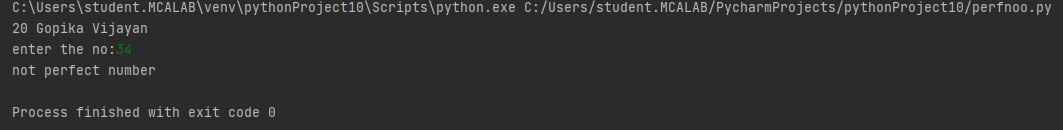 C:\Users\student.MCALAB\venv\pythonProject10\Scripts\python.exe C:/Users/student.MCALAB/PycharmProjects/pythonProject10/perfnoo.py
20 Gopika Vijayan
enter the no:34
not perfect number
Process finished with exit code 0